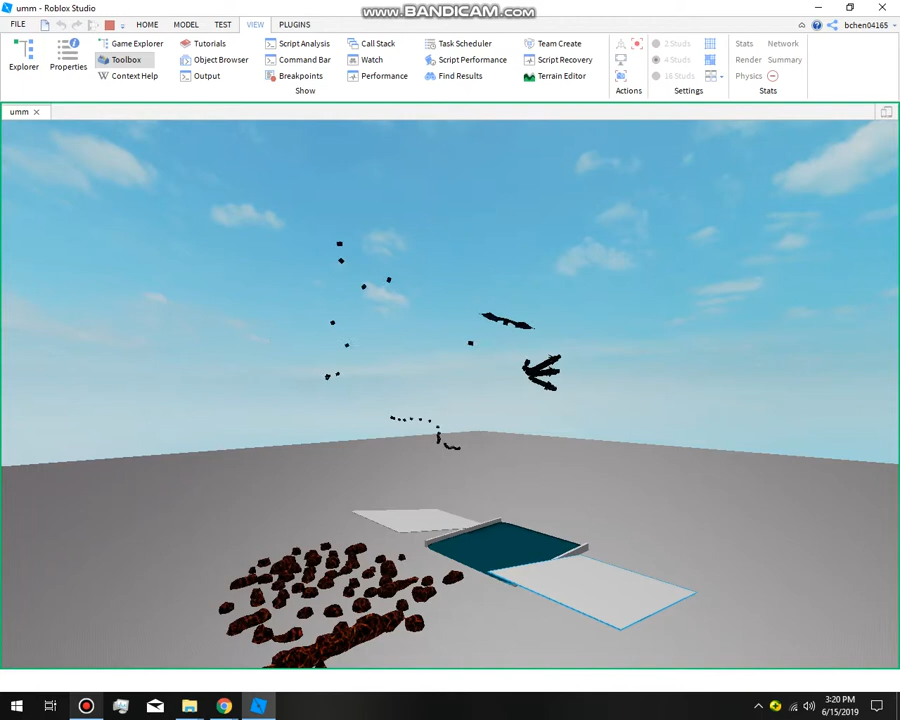 umm - Roblox Studio
www.BANDICAM.com
FILE HOME MODEL TEST VIEW PLUGINS bchen04165
Explorer Properties Game Explorer Toolbox Context Help Tutorials Object Browser Output Script Analysis Command Bar Breakpoints Call Stack Watch Performance Task Scheduler Script Performance Find Results Team Create Script Recovery Terrain Editor 2 Studs 4 Studs 16 Studs Stats Network Render Summary Physics
Show Actions Settings Stats
umm
3:20 PM
6/15/2019